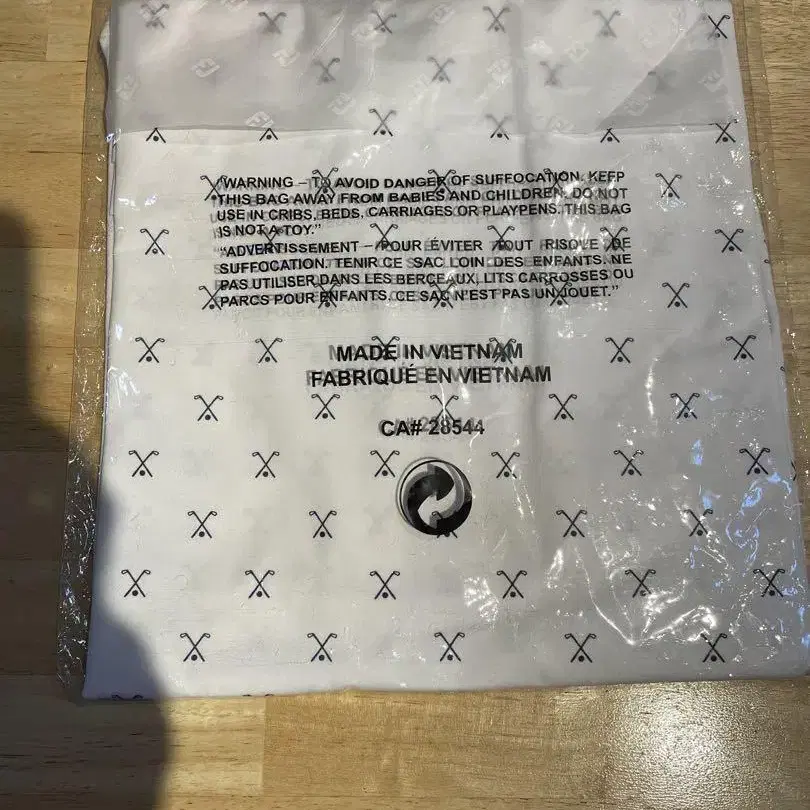 "WARNING – TO AVOID DANGER OF SUFFOCATION. KEEP
THIS BAG AWAY FROM BABIES AND CHILDREN. DO NOT
USE IN CRIBS, BEDS, CARRIAGES OR PLAYPENS. THIS BAG
IS NOT A TOY."
"ADVERTISSEMENT – POUR ÉVITER TOUT RISQUE DE
SUFFOCATION. TENIR CE SAC LOIN DES ENFANTS. NE
PAS UTILISER DANS LES BERCEAUX, LITS CARROSSES OU
PARCS POUR ENFANTS. CE SAC N'EST PAS UN JOUET."
MADE IN VIETNAM
FABRIQUÉ EN VIETNAM
CA# 28544